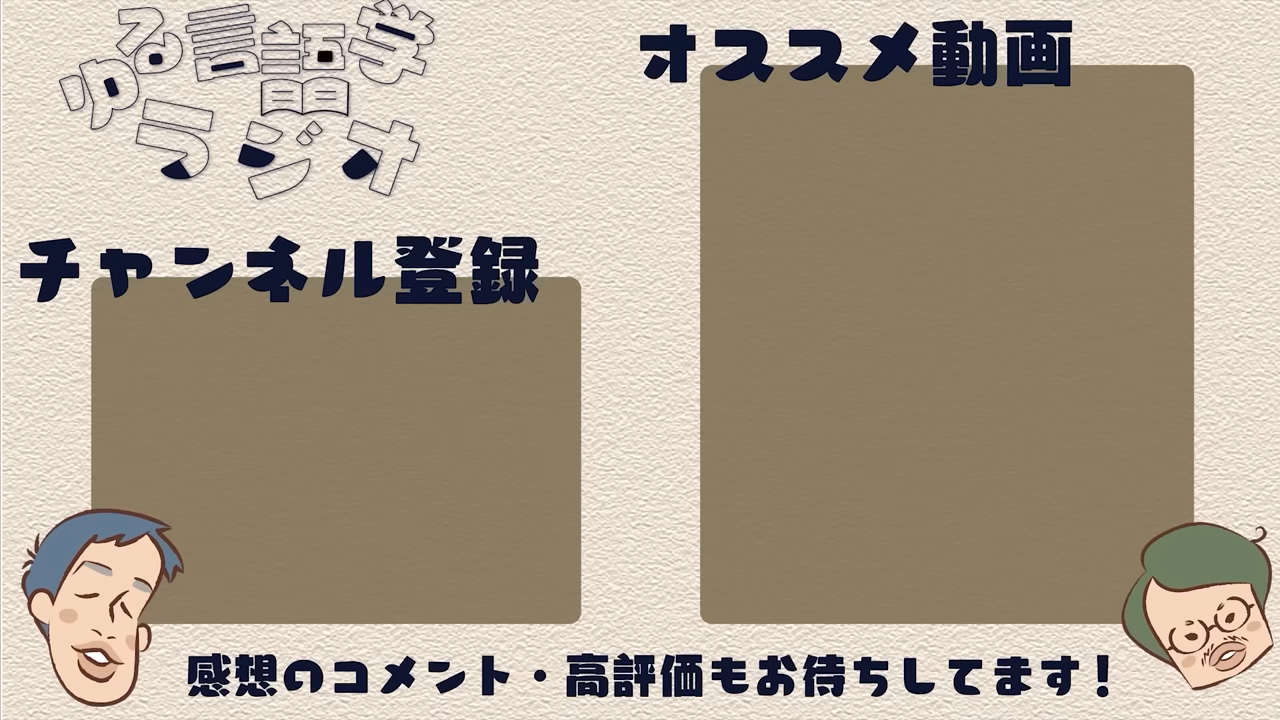 ゆる言語学
ラジオ
オススメ動画
チャンネル登録
感想のコメント・高評価もお待ちしてます!